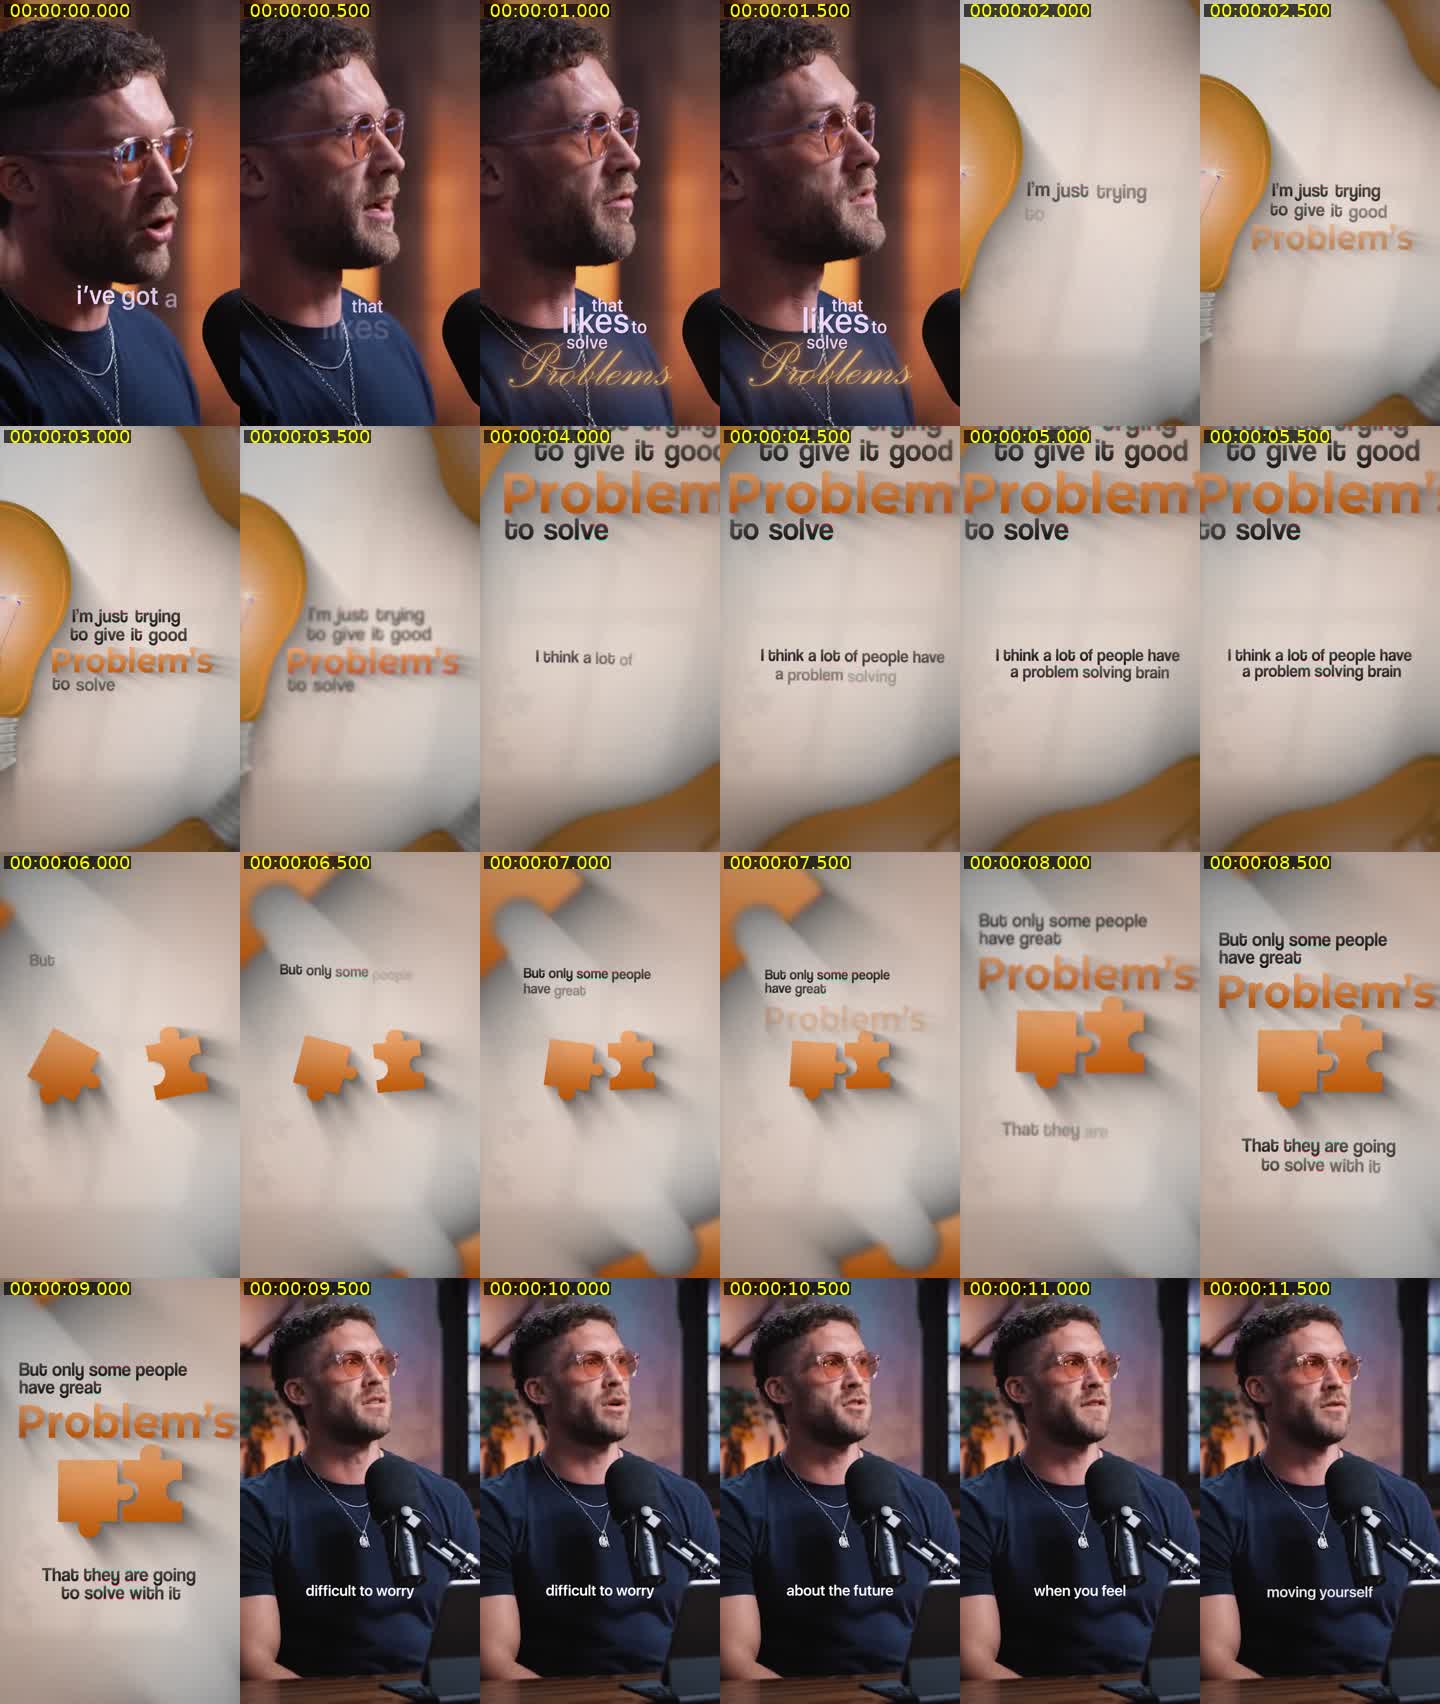 00:00:00.000
i've got a
00:00:00.500
that
likes
00:00:01.000
that
likes to
solve
Problems
00:00:01.500
that
likes to
solve
Problems
00:00:02.000
I'm just trying
to
00:00:02.500
I'm just trying
to give it good
Problem's
00:00:03.000
I'm just trying
to give it good
Problem's
to solve
00:00:03.500
I'm just trying
to give it good
Problem's
to solve
00:00:04.000
to give it good
Problem
to solve
I think a lot of
00:00:04.500
to give it good
Problem
to solve
I think a lot of people have
a problem solving
00:00:05.000
to give it good
Problem'
to solve
I think a lot of people have
a problem solving brain
00:00:05.500
to give it good
Problem's
to solve
I think a lot of people have
a problem solving brain
00:00:06.000
But
00:00:06.500
But only some people
00:00:07.000
But only some people
have great
00:00:07.500
But only some people
have great
Problem's
00:00:08.000
But only some people
have great
Problem's
That they are
00:00:08.500
But only some people
have great
Problem's
That they are going
to solve with it
00:00:09.000
But only some people
have great
Problem's
That they are going
to solve with it
00:00:09.500
difficult to worry
00:00:10.000
difficult to worry
00:00:10.500
about the future
00:00:11.000
when you feel
00:00:11.500
moving yourself